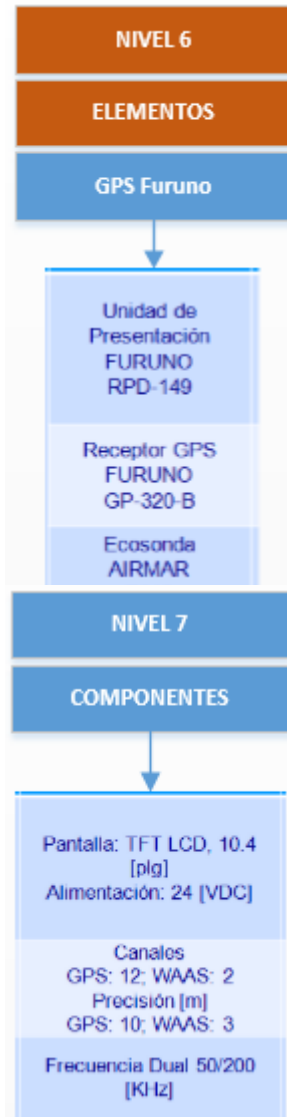 NIVEL 6
ELEMENTOS
GPS Furuno
Unidad de
Presentación
FURUNO
RPD-149
Receptor GPS
FURUNO
GP-320-B
Ecosonda
AIRMAR
NIVEL 7
COMPONENTES
Pantalla: TFT LCD, 10.4
[plg]
Alimentación: 24 [VDC]
Canales
GPS: 12; WAAS: 2
Precisión [m]
GPS: 10; WAAS: 3
Frecuencia Dual 50/200
[KHz]